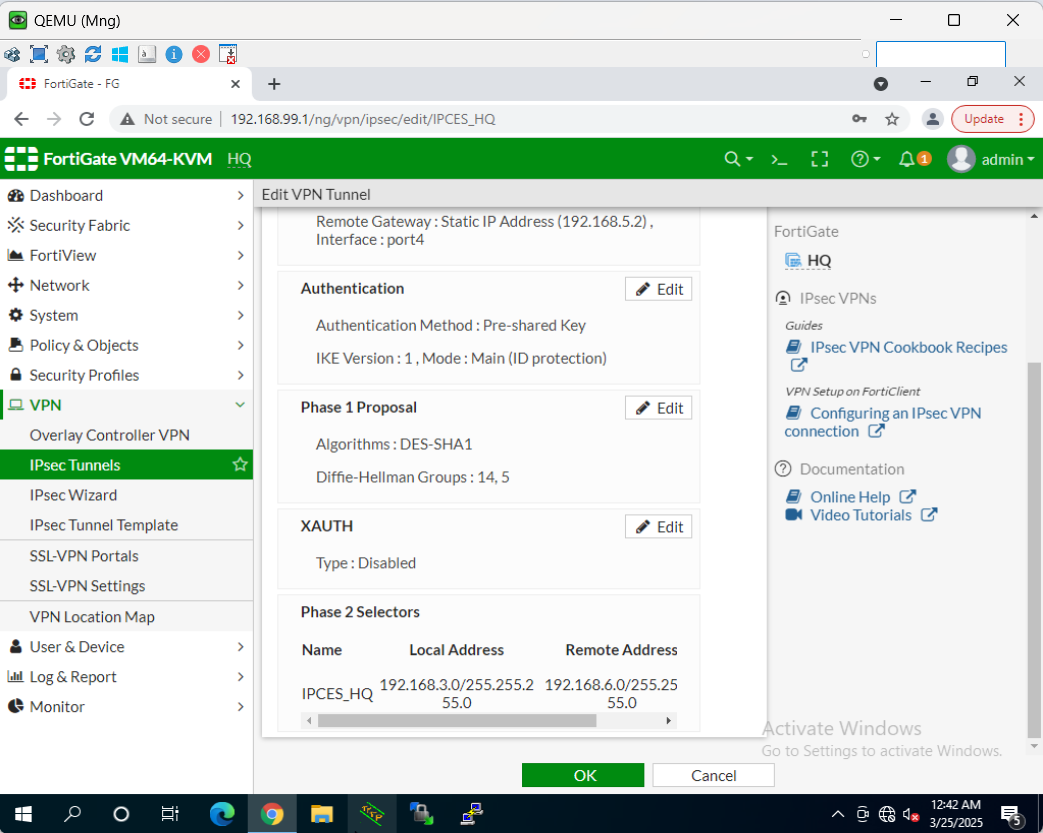 QEMU (Mng)
FortiGate - FG
Not secure
192.168.99.1/ng/vpn/ipsec/edit/IPCES_HQ
Update
FortiGate VM64-KVM
HQ
1
admin
Dashboard
Security Fabric
FortiView
Network
System
Policy & Objects
Security Profiles
VPN
Overlay Controller VPN
IPsec Tunnels
IPsec Wizard
IPsec Tunnel Template
SSL-VPN Portals
SSL-VPN Settings
VPN Location Map
User & Device
Log & Report
Monitor
Edit VPN Tunnel
Remote Gateway : Static IP Address (192.168.5.2) ,
Interface : port4
Authentication
Edit
Authentication Method : Pre-shared Key
IKE Version : 1 , Mode : Main (ID protection)
Phase 1 Proposal
Edit
Algorithms : DES-SHA1
Diffie-Hellman Groups : 14, 5
XAUTH
Edit
Type : Disabled
Phase 2 Selectors
Name Local Address Remote Address
IPCES_HQ
192.168.3.0/255.255.2
55.0
192.168.6.0/255.25
55.0
OK
Cancel
FortiGate
HQ
IPsec VPNs
Guides
IPsec VPN Cookbook Recipes
VPN Setup on FortiClient
Configuring an IPsec VPN
connection
Documentation
Online Help
Video Tutorials
Activate Windows
Go to Settings to activate Windows.
12:42 AM
3/25/2025
5